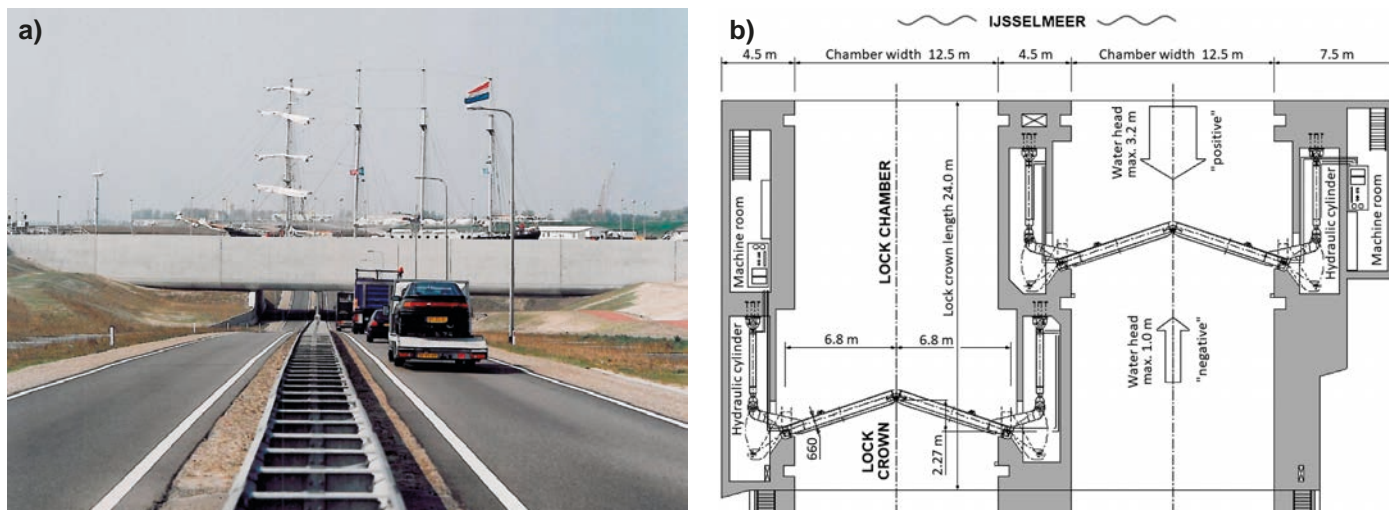 a)
b)
IJSSELMEER
4.5 m
Chamber width 12.5 m
4.5 m
Chamber width 12.5 m
7.5 m
Machine room
Hydraulic cylinder
LOCK CHAMBER
Lock crown length 24.0 m
Water head
max. 3.2 m
"positive"
Hydraulic cylinder
Machine room
6.8 m
6.8 m
Water head
max. 1.0 m
"negative"
660
LOCK
CROWN
2.27 m